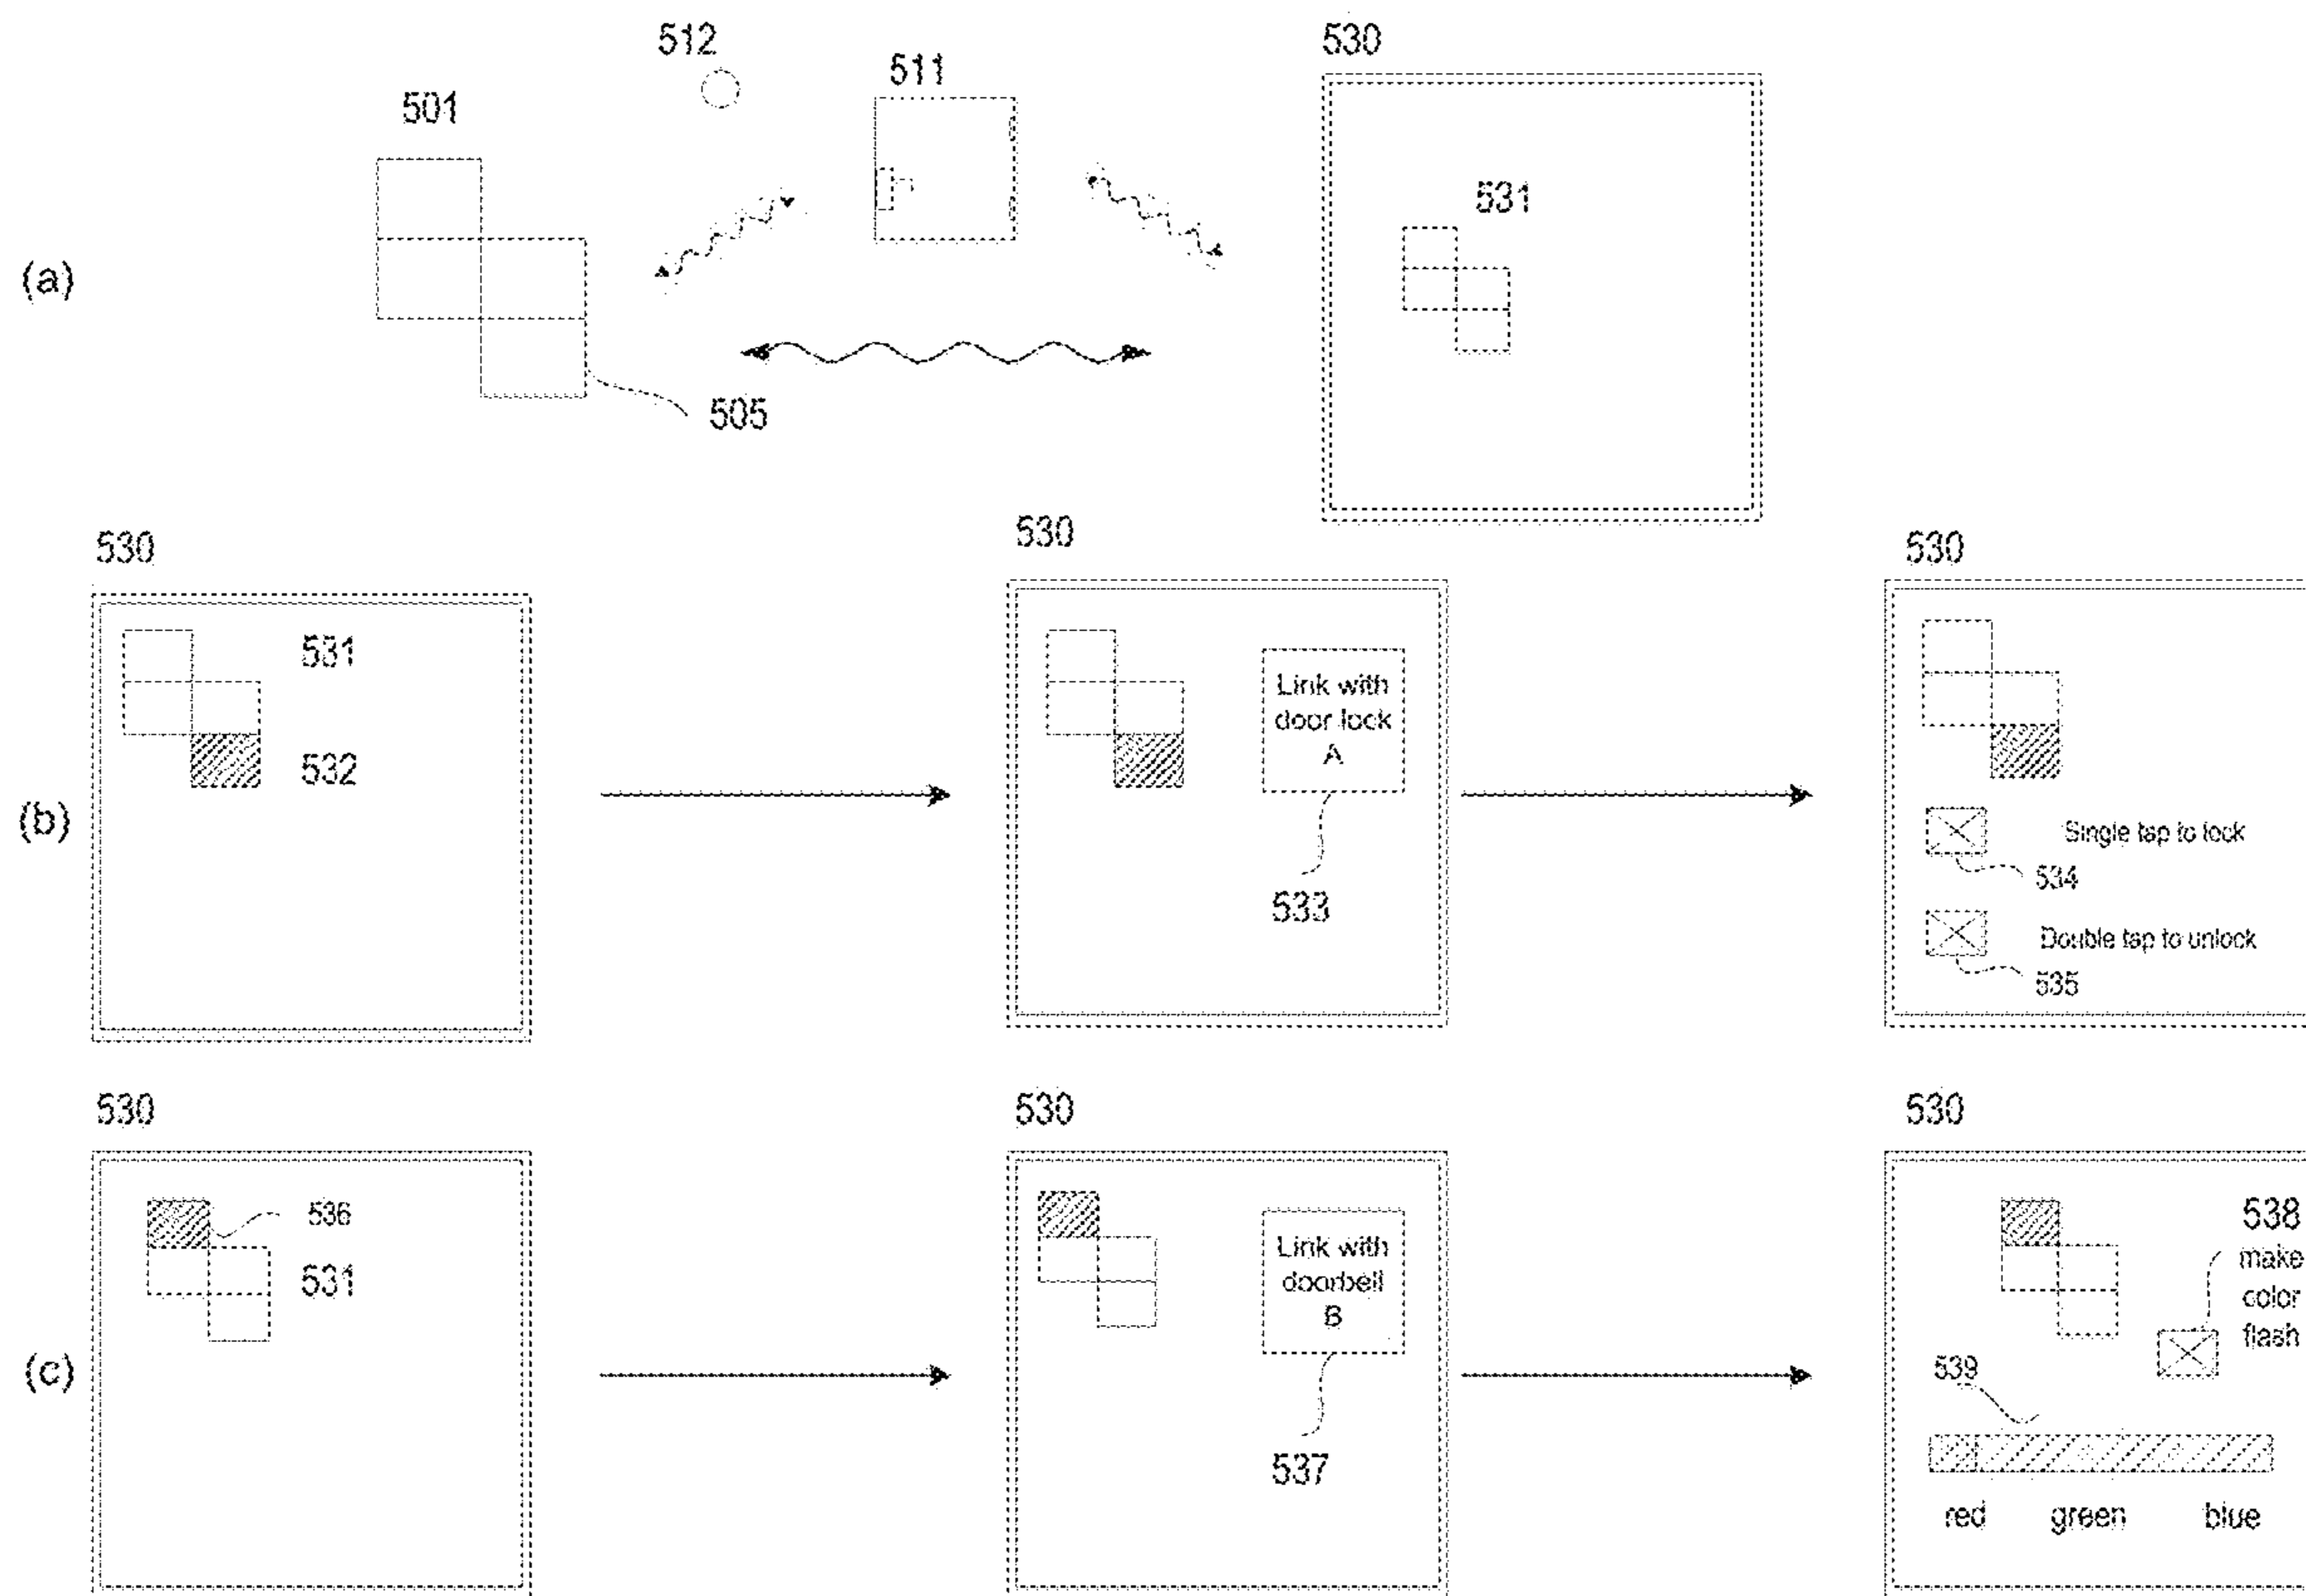 512
511
530
501
531
(a)
505
530
530
530
531
532
Link with
door lock
A
533
(b)
Single tap to lock
534
Double tap to unlock
535
530
530
530
536
531
Link with
doorbell
B
537
(c)
538
make
color
flash
539
red green blue